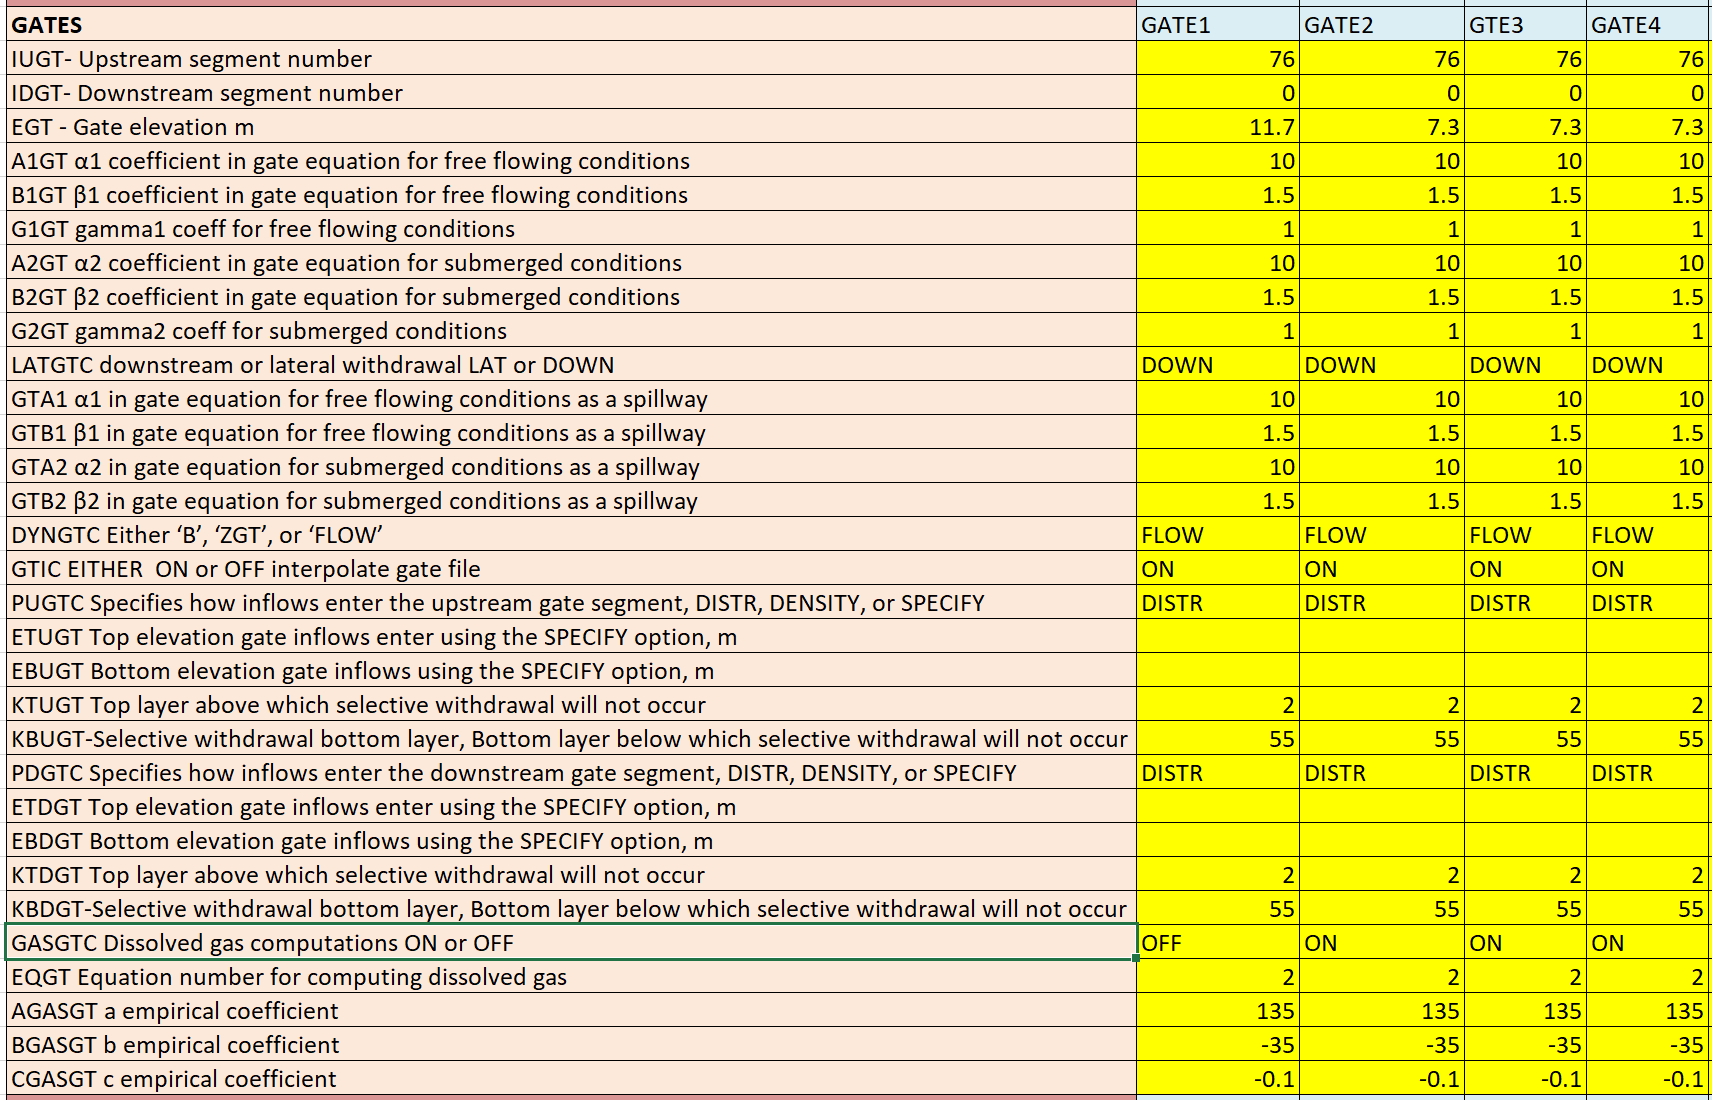 GATES GATE1 GATE2 GTE3 GATE4
IUGT- Upstream segment number 76 76 76 76
IDGT- Downstream segment number 0 0 0 0
EGT - Gate elevation m 11.7 7.3 7.3 7.3
A1GT α1 coefficient in gate equation for free flowing conditions 10 10 10 10
B1GT β1 coefficient in gate equation for free flowing conditions 1.5 1.5 1.5 1.5
G1GT gamma1 coeff for free flowing conditions 1 1 1 1
A2GT α2 coefficient in gate equation for submerged conditions 10 10 10 10
B2GT β2 coefficient in gate equation for submerged conditions 1.5 1.5 1.5 1.5
G2GT gamma2 coeff for submerged conditions 1 1 1 1
LATGTC downstream or lateral withdrawal LAT or DOWN DOWN DOWN DOWN DOWN
GTA1 α1 in gate equation for free flowing conditions as a spillway 10 10 10 10
GTB1 β1 in gate equation for free flowing conditions as a spillway 1.5 1.5 1.5 1.5
GTA2 α2 in gate equation for submerged conditions as a spillway 10 10 10 10
GTB2 β2 in gate equation for submerged conditions as a spillway 1.5 1.5 1.5 1.5
DYNGTC Either ‘B’, ‘ZGT’, or ‘FLOW’ FLOW FLOW FLOW FLOW
GTIC EITHER  ON or OFF interpolate gate file ON ON ON ON
PUGTC Specifies how inflows enter the upstream gate segment, DISTR, DENSITY, or SPECIFY DISTR DISTR DISTR DISTR
ETUGT Top elevation gate inflows enter using the SPECIFY option, m
EBUGT Bottom elevation gate inflows using the SPECIFY option, m
KTUGT Top layer above which selective withdrawal will not occur 2 2 2 2
KBUGT-Selective withdrawal bottom layer, Bottom layer below which selective withdrawal will not occur 55 55 55 55
PDGTC Specifies how inflows enter the downstream gate segment, DISTR, DENSITY, or SPECIFY DISTR DISTR DISTR DISTR
ETDGT Top elevation gate inflows enter using the SPECIFY option, m
EBDGT Bottom elevation gate inflows using the SPECIFY option, m
KTDGT Top layer above which selective withdrawal will not occur 2 2 2 2
KBDGT-Selective withdrawal bottom layer, Bottom layer below which selective withdrawal will not occur 55 55 55 55
GASGTC Dissolved gas computations ON or OFF OFF ON ON ON
EQGT Equation number for computing dissolved gas 2 2 2 2
AGASGT a empirical coefficient 135 135 135 135
BGASGT b empirical coefficient -35 -35 -35 -35
CGASGT c empirical coefficient -0.1 -0.1 -0.1 -0.1